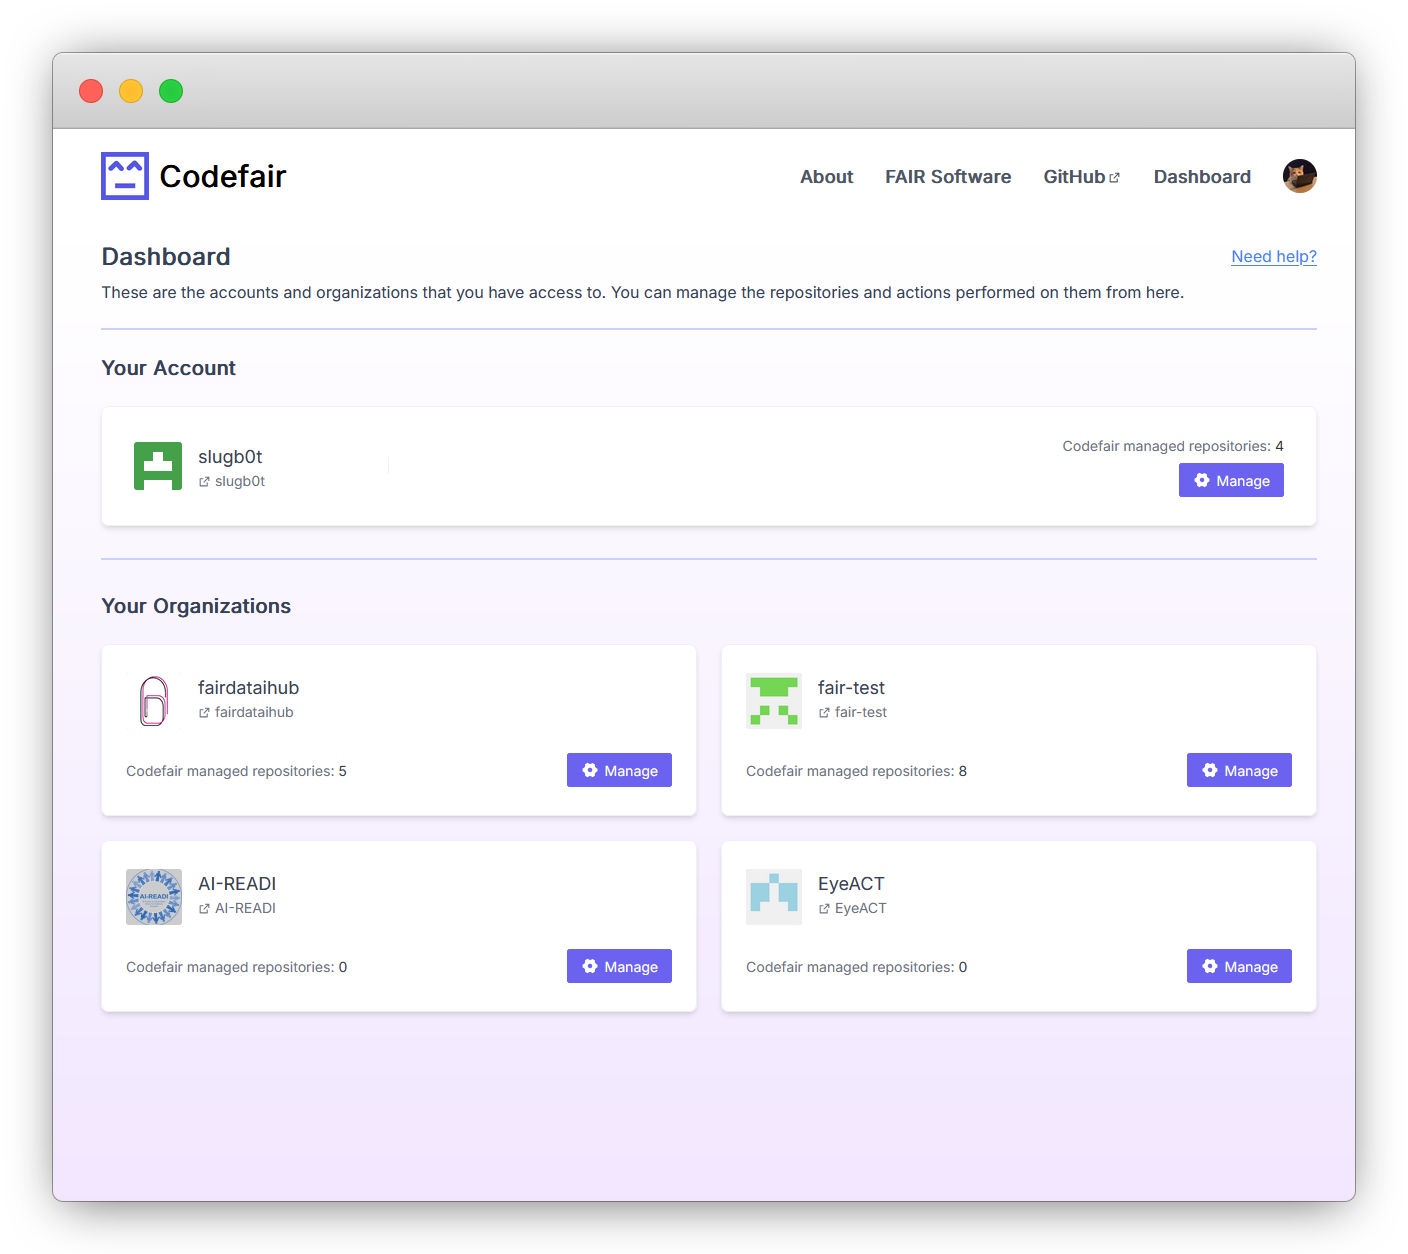 Codefair
About
FAIR Software
GitHub
Dashboard
Dashboard
Need help?
These are the accounts and organizations that you have access to. You can manage the repositories and actions performed on them from here.
Your Account
slugb0t
slugb0t
Codefair managed repositories: 4
Manage
Your Organizations
fairdataihub
fairdataihub
Codefair managed repositories: 5
Manage
fair-test
fair-test
Codefair managed repositories: 8
Manage
AI-READI
AI-READI
AI-READI
Codefair managed repositories: 0
Manage
EyeACT
EyeACT
Codefair managed repositories: 0
Manage